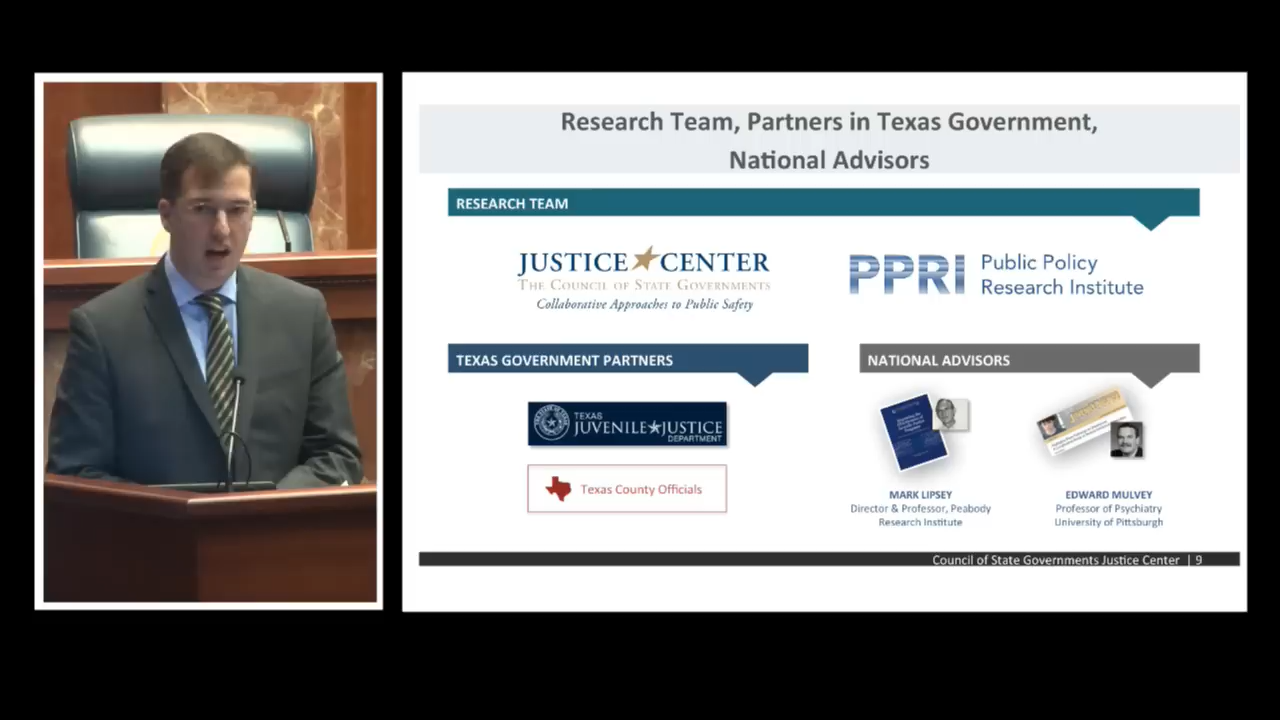 Research Team, Partners in Texas Government,
National Advisors
RESEARCH TEAM
JUSTICE CENTER
THE COUNCIL OF STATE GOVERNMENTS
Collaborative Approaches to Public Safety
PPRI
Public Policy
Research Institute
TEXAS GOVERNMENT PARTNERS
TEXAS
JUVENILE JUSTICE
DEPARTMENT
Texas County Officials
NATIONAL ADVISORS
MARK LIPSEY
Director & Professor, Peabody
Research Institute
EDWARD MULVEY
Professor of Psychiatry
University of Pittsburgh
Council of State Governments Justice Center | 9